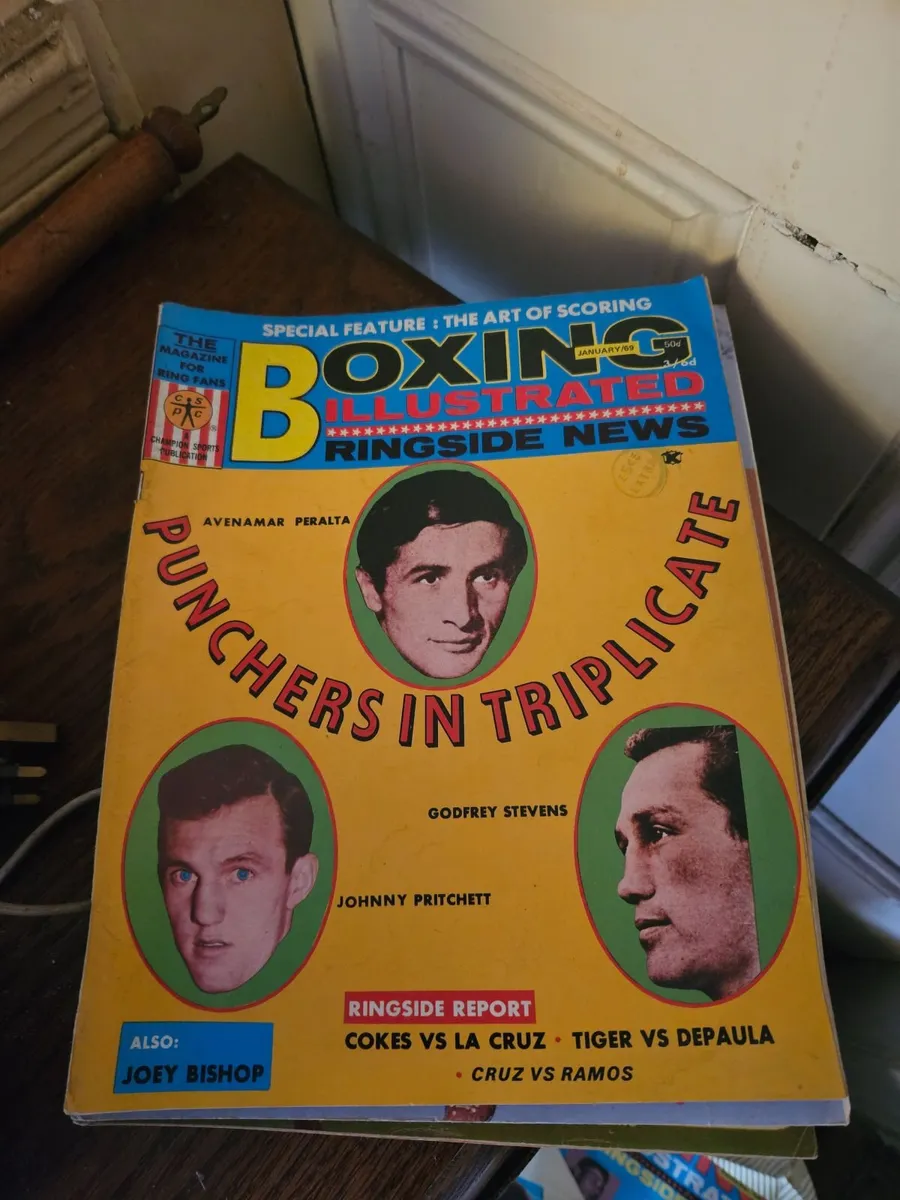 SPECIAL FEATURE : THE ART OF SCORING
THE
MAGAZINE
FOR
RING FANS
C S
P C
®
A
CHAMPION SPORTS
PUBLICATION
BOXING
JANUARY/69
50¢
3/6d
ILLUSTRATED
RINGSIDE NEWS
AVENAMAR PERALTA
PUNCHERS IN TRIPLICATE
GODFREY STEVENS
JOHNNY PRITCHETT
RINGSIDE REPORT
COKES VS LA CRUZ • TIGER VS DEPAULA
• CRUZ VS RAMOS
ALSO:
JOEY BISHOP